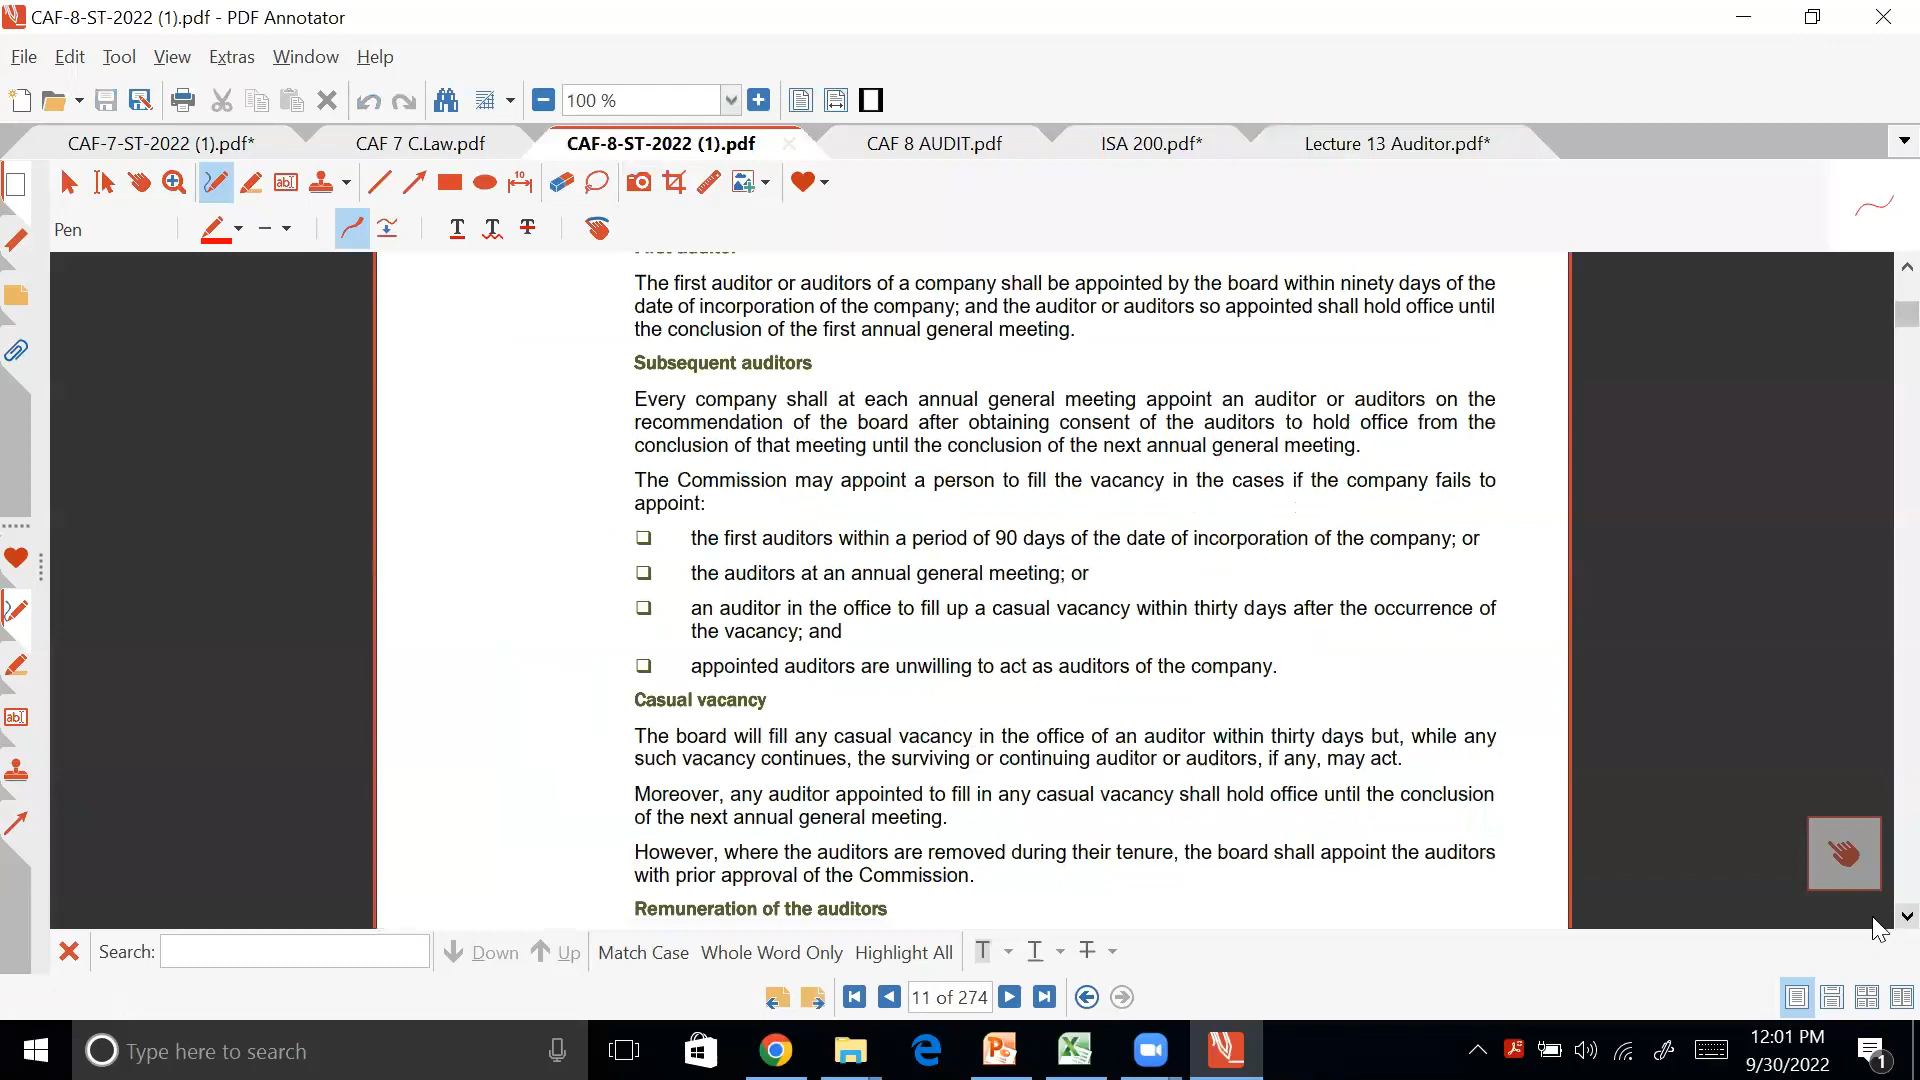 CAF-8-ST-2022 (1).pdf - PDF Annotator
File Edit Tool View Extras Window Help
100 %
CAF-7-ST-2022 (1).pdf* CAF 7 C.Law.pdf CAF-8-ST-2022 (1).pdf CAF 8 AUDIT.pdf ISA 200.pdf* Lecture 13 Auditor.pdf*
Pen
First auditor
The first auditor or auditors of a company shall be appointed by the board within ninety days of the
date of incorporation of the company; and the auditor or auditors so appointed shall hold office until
the conclusion of the first annual general meeting.
Subsequent auditors
Every company shall at each annual general meeting appoint an auditor or auditors on the
recommendation of the board after obtaining consent of the auditors to hold office from the
conclusion of that meeting until the conclusion of the next annual general meeting.
The Commission may appoint a person to fill the vacancy in the cases if the company fails to
appoint:
the first auditors within a period of 90 days of the date of incorporation of the company; or
the auditors at an annual general meeting; or
an auditor in the office to fill up a casual vacancy within thirty days after the occurrence of
the vacancy; and
appointed auditors are unwilling to act as auditors of the company.
Casual vacancy
The board will fill any casual vacancy in the office of an auditor within thirty days but, while any
such vacancy continues, the surviving or continuing auditor or auditors, if any, may act.
Moreover, any auditor appointed to fill in any casual vacancy shall hold office until the conclusion
of the next annual general meeting.
However, where the auditors are removed during their tenure, the board shall appoint the auditors
with prior approval of the Commission.
Remuneration of the auditors
Search: Down Up Match Case Whole Word Only Highlight All
11 of 274
Type here to search
12:01 PM
9/30/2022
1